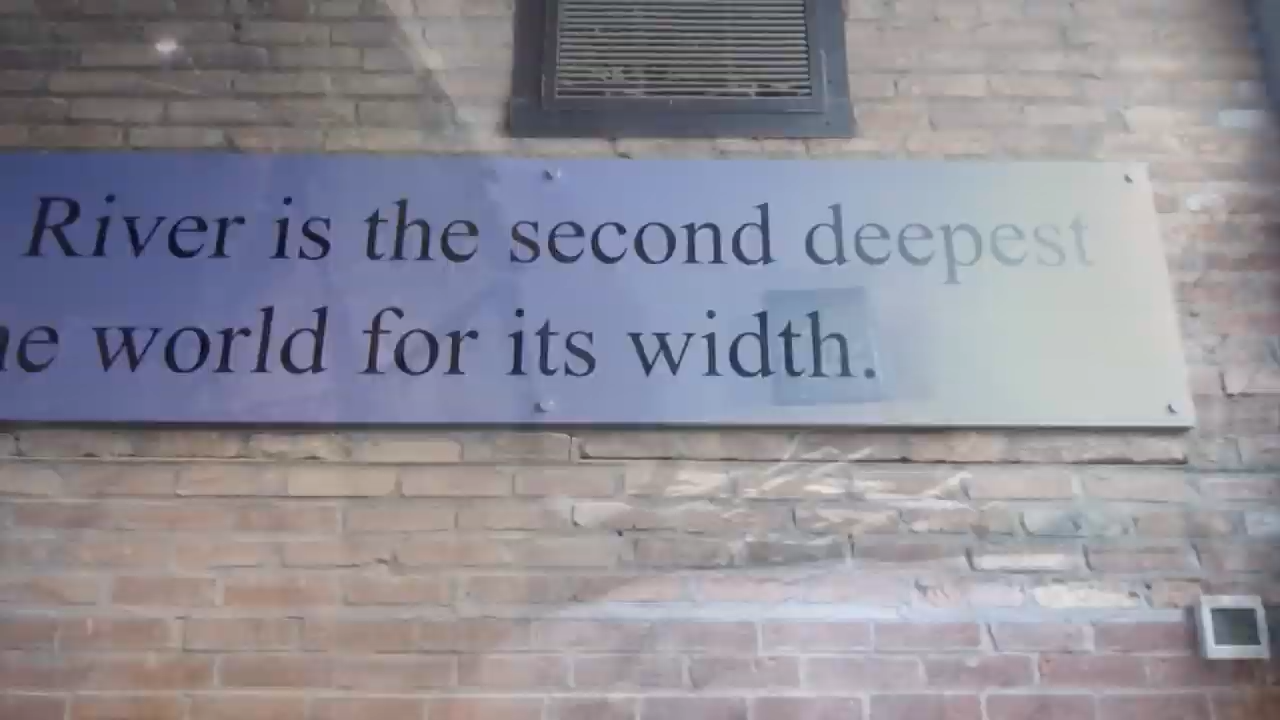 River is the second deepest
world for its width.